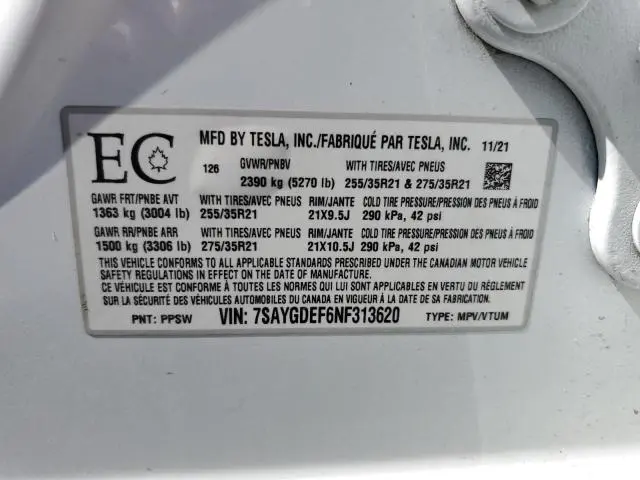 EC MFD BY TESLA, INC./FABRIQUÉ PAR TESLA, INC. 11/21
126 GVWR/PNBV WITH TIRES/AVEC PNEUS
2390 kg (5270 lb) 255/35R21 & 275/35R21
GAWR FRT/PNBE AVT WITH TIRES/AVEC PNEUS RIM/JANTE COLD TIRE PRESSURE/PRESSION DES PNEUS À FROID
1363 kg (3004 lb) 255/35R21 21X9.5J 290 kPa, 42 psi
GAWR RR/PNBE ARR WITH TIRES/AVEC PNEUS RIM/JANTE COLD TIRE PRESSURE/PRESSION DES PNEUS À FROID
1500 kg (3306 lb) 275/35R21 21X10.5J 290 kPa, 42 psi
THIS VEHICLE CONFORMS TO ALL APPLICABLE STANDARDS PRESCRIBED UNDER THE CANADIAN MOTOR VEHICLE
SAFETY REGULATIONS IN EFFECT ON THE DATE OF MANUFACTURE.
CE VÉHICULE EST CONFORME À TOUTES LES NORMES QUI LUI SONT APPLICABLES EN VERTU DU RÈGLEMENT
SUR LA SÉCURITÉ DES VÉHICULES AUTOMOBILES DU CANADA EN VIGUEUR À LA DATE DE SA FABRICATION.
PNT: PPSW VIN: 7SAYGDEF6NF313620 TYPE: MPV/VTUM